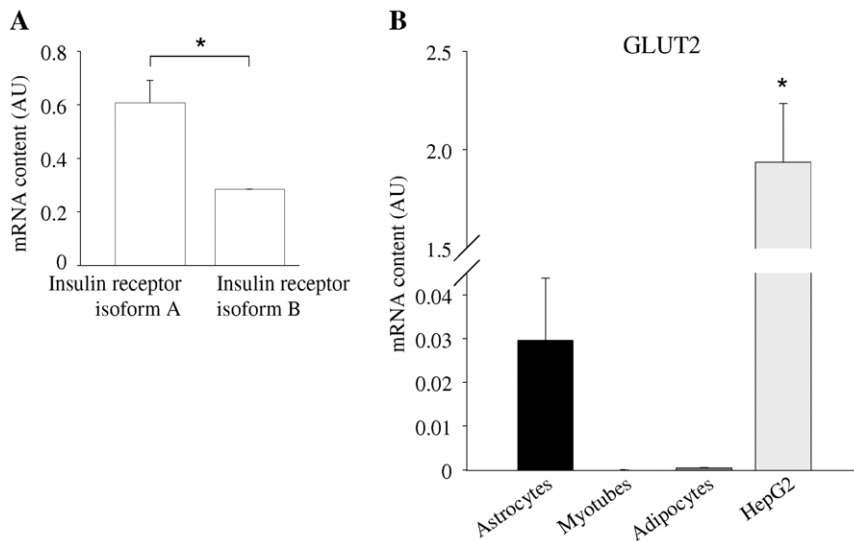 A
mRNA content (AU)
0.8
0.6
0.4
0.2
0
*
Insulin receptor
isoform A
Insulin receptor
isoform B
B
GLUT2
mRNA content (AU)
2.5
2.0
1.5
0.04
0.03
0.02
0.01
0
*
Astrocytes
Myotubes
Adipocytes
HepG2